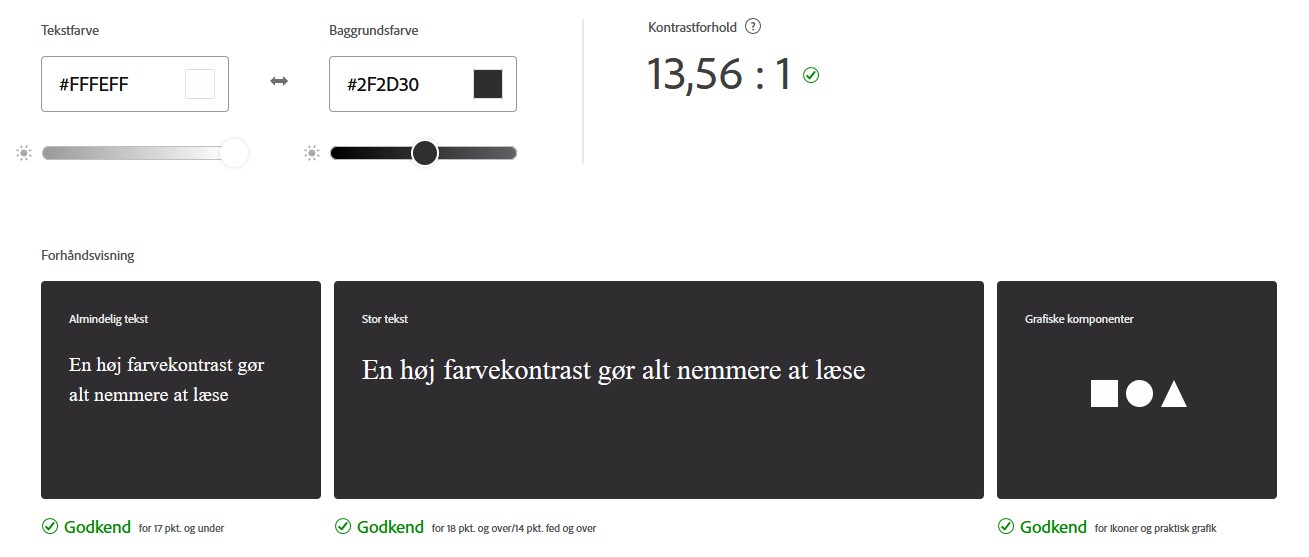 Tekstfarve
Baggrundsfarve
Kontrastforhold ?
#FFFEFF
#2F2D30
13,56 : 1
Forhåndsvisning
Almindelig tekst
En høj farvekontrast gør
alt nemmere at læse
Stor tekst
En høj farvekontrast gør alt nemmere at læse
Grafiske komponenter
Godkend for 17 pkt. og under
Godkend for 18 pkt. og over/14 pkt. fed og over
Godkend for ikoner og praktisk grafik